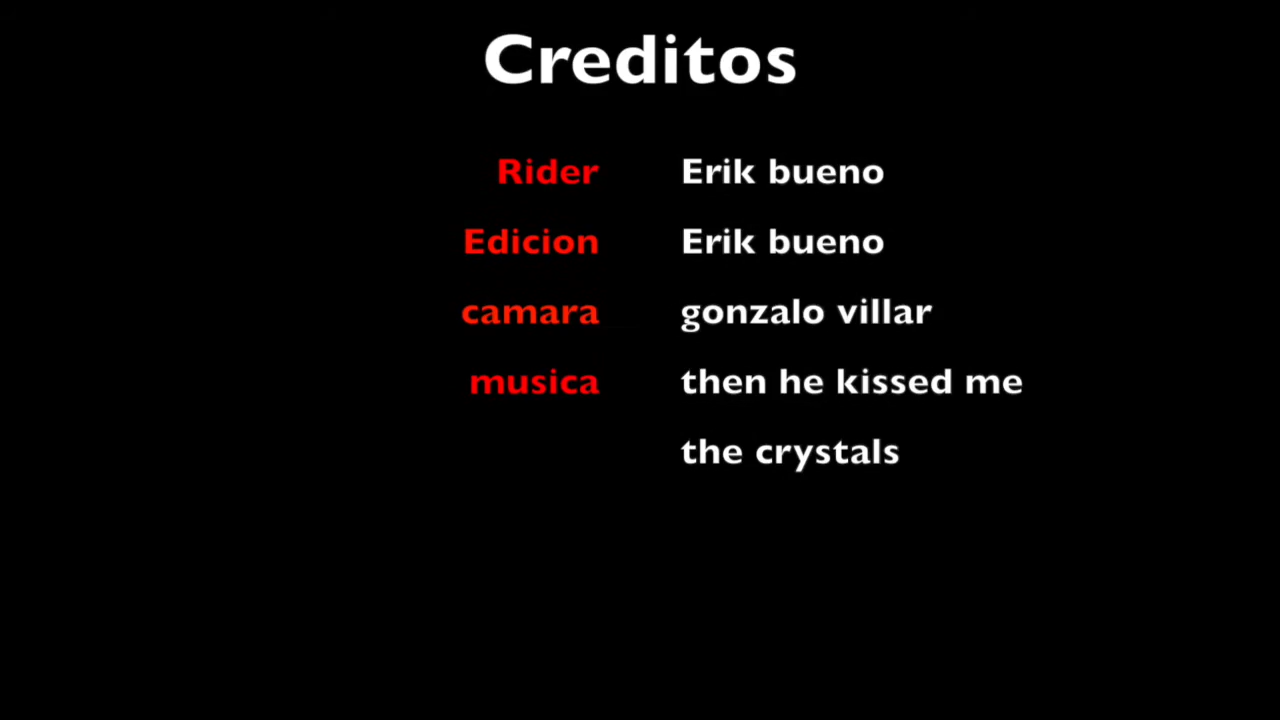 Creditos
Rider Erik bueno
Edicion Erik bueno
camara gonzalo villar
musica then he kissed me
the crystals